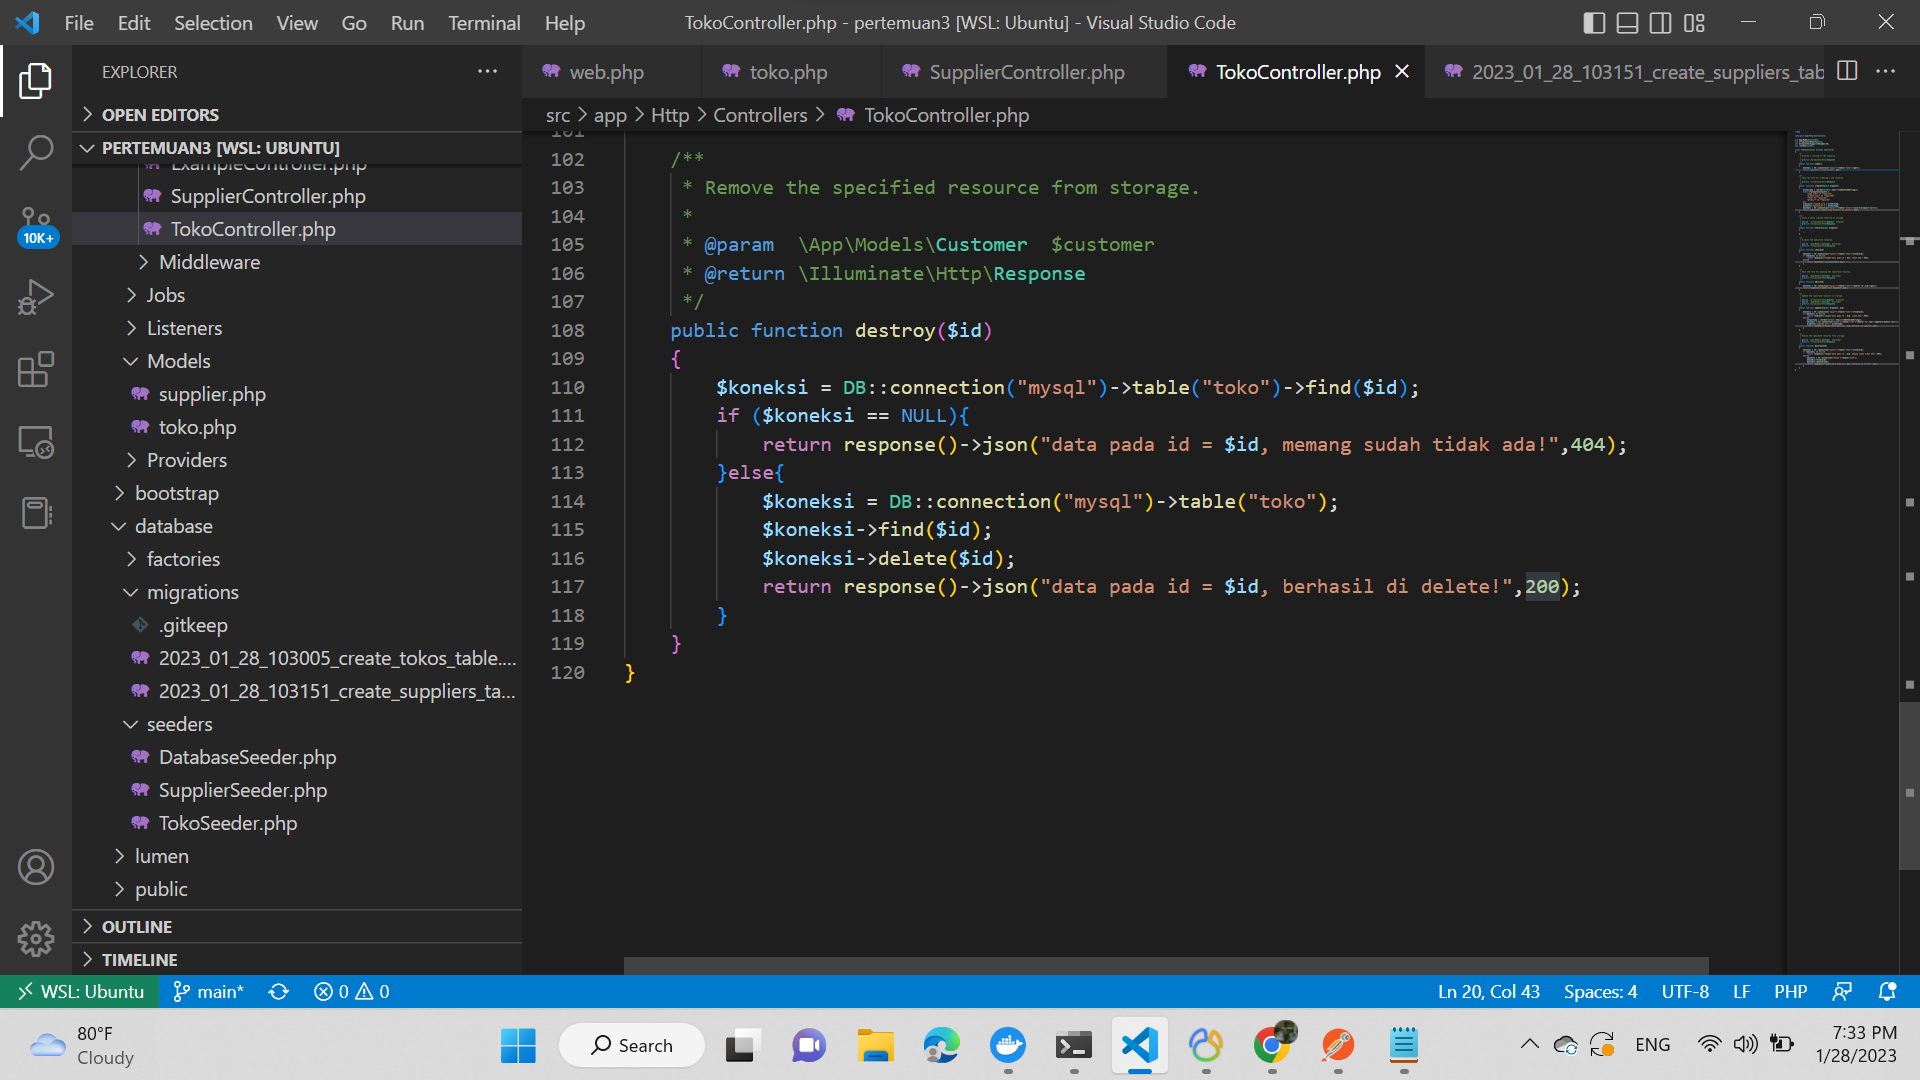 File Edit Selection View Go Run Terminal Help
TokoController.php - pertemuan3 [WSL: Ubuntu] - Visual Studio Code
EXPLORER
OPEN EDITORS
PERTEMUAN3 [WSL: UBUNTU]
ExampleController.php
SupplierController.php
TokoController.php
Middleware
Jobs
Listeners
Models
supplier.php
toko.php
Providers
bootstrap
database
factories
migrations
.gitkeep
2023_01_28_103005_create_tokos_table....
2023_01_28_103151_create_suppliers_ta...
seeders
DatabaseSeeder.php
SupplierSeeder.php
TokoSeeder.php
lumen
public
OUTLINE
TIMELINE
10K+
web.php toko.php SupplierController.php TokoController.php 2023_01_28_103151_create_suppliers_tab
src > app > Http > Controllers > TokoController.php
101
102 /**
103 * Remove the specified resource from storage.
104 *
105 * @param \App\Models\Customer $customer
106 * @return \Illuminate\Http\Response
107 */
108 public function destroy($id)
109 {
110 $koneksi = DB::connection("mysql")->table("toko")->find($id);
111 if ($koneksi == NULL){
112 return response()->json("data pada id = $id, memang sudah tidak ada!",404);
113 }else{
114 $koneksi = DB::connection("mysql")->table("toko");
115 $koneksi->find($id);
116 $koneksi->delete($id);
117 return response()->json("data pada id = $id, berhasil di delete!",200);
118 }
119 }
120 }
WSL: Ubuntu main* 0 0 Ln 20, Col 43 Spaces: 4 UTF-8 LF PHP
80°F
Cloudy
Search
ENG
7:33 PM
1/28/2023